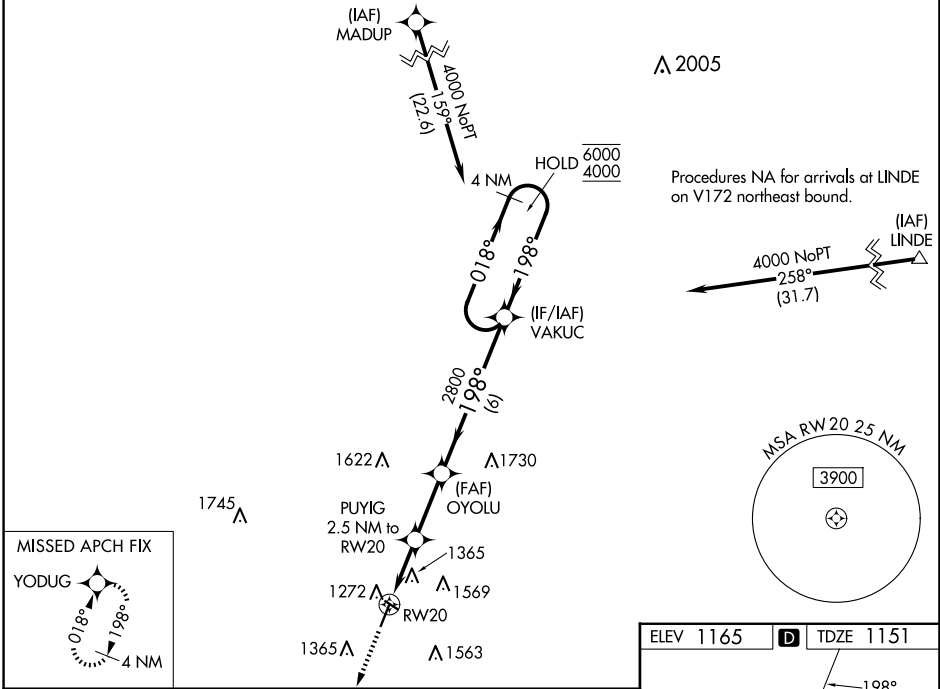 (IAF)
MADUP
4000 NoPT
159°
(22.6)
2005
HOLD 6000
4000
4 NM
018°
198°
Procedures NA for arrivals at LINDE
on V172 northeast bound.
(IAF)
LINDE
4000 NoPT
258°
(31.7)
(IF/IAF)
VAKUC
2800
198°
(6)
MSA RW20 25 NM
3900
1622
1730
(FAF)
OYOLU
1745
PUYIG
2.5 NM to
RW20
1365
1272
1569
RW20
1365
1563
MISSED APCH FIX
YODUG
018°
198°
4 NM
ELEV 1165 D TDZE 1151
198°